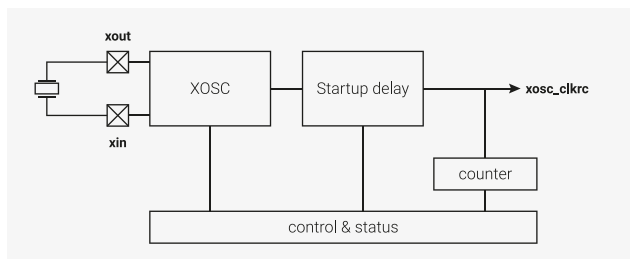 xout
XOSC
Startup delay
xosc_clkrc
xin
counter
control & status